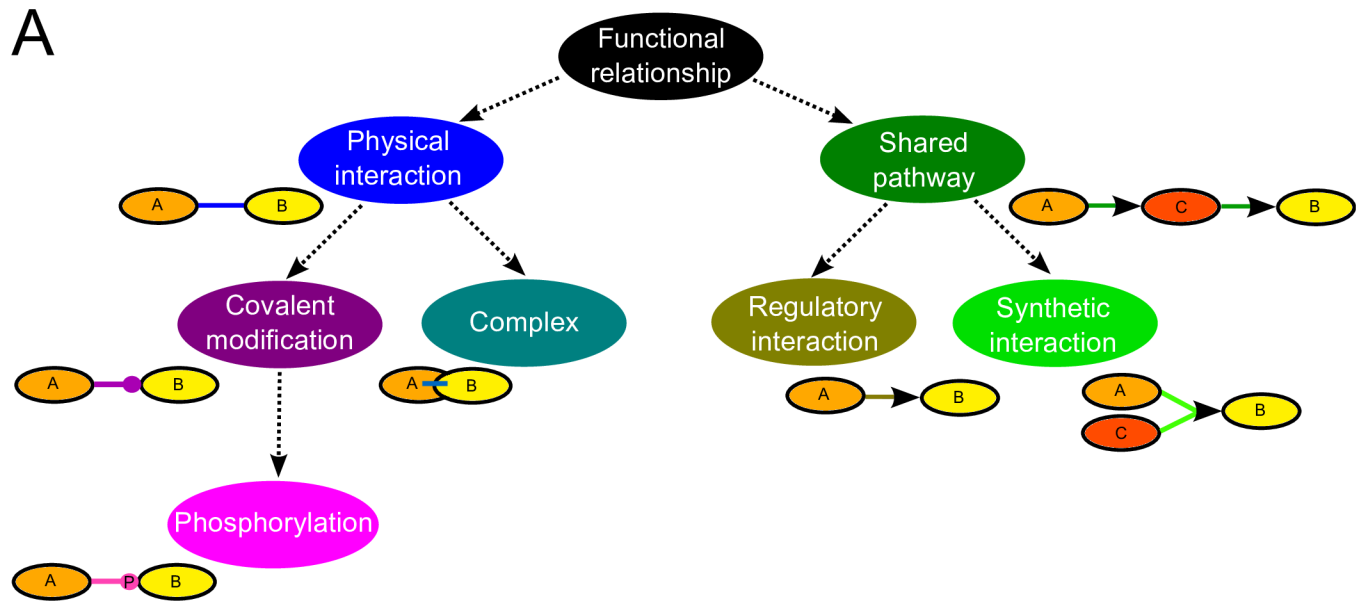 A
Functional
relationship
Physical
interaction
Shared
pathway
A B
A C B
Covalent
modification
Complex
Regulatory
interaction
Synthetic
interaction
A B
A B
A B
A
C
B
Phosphorylation
A P B